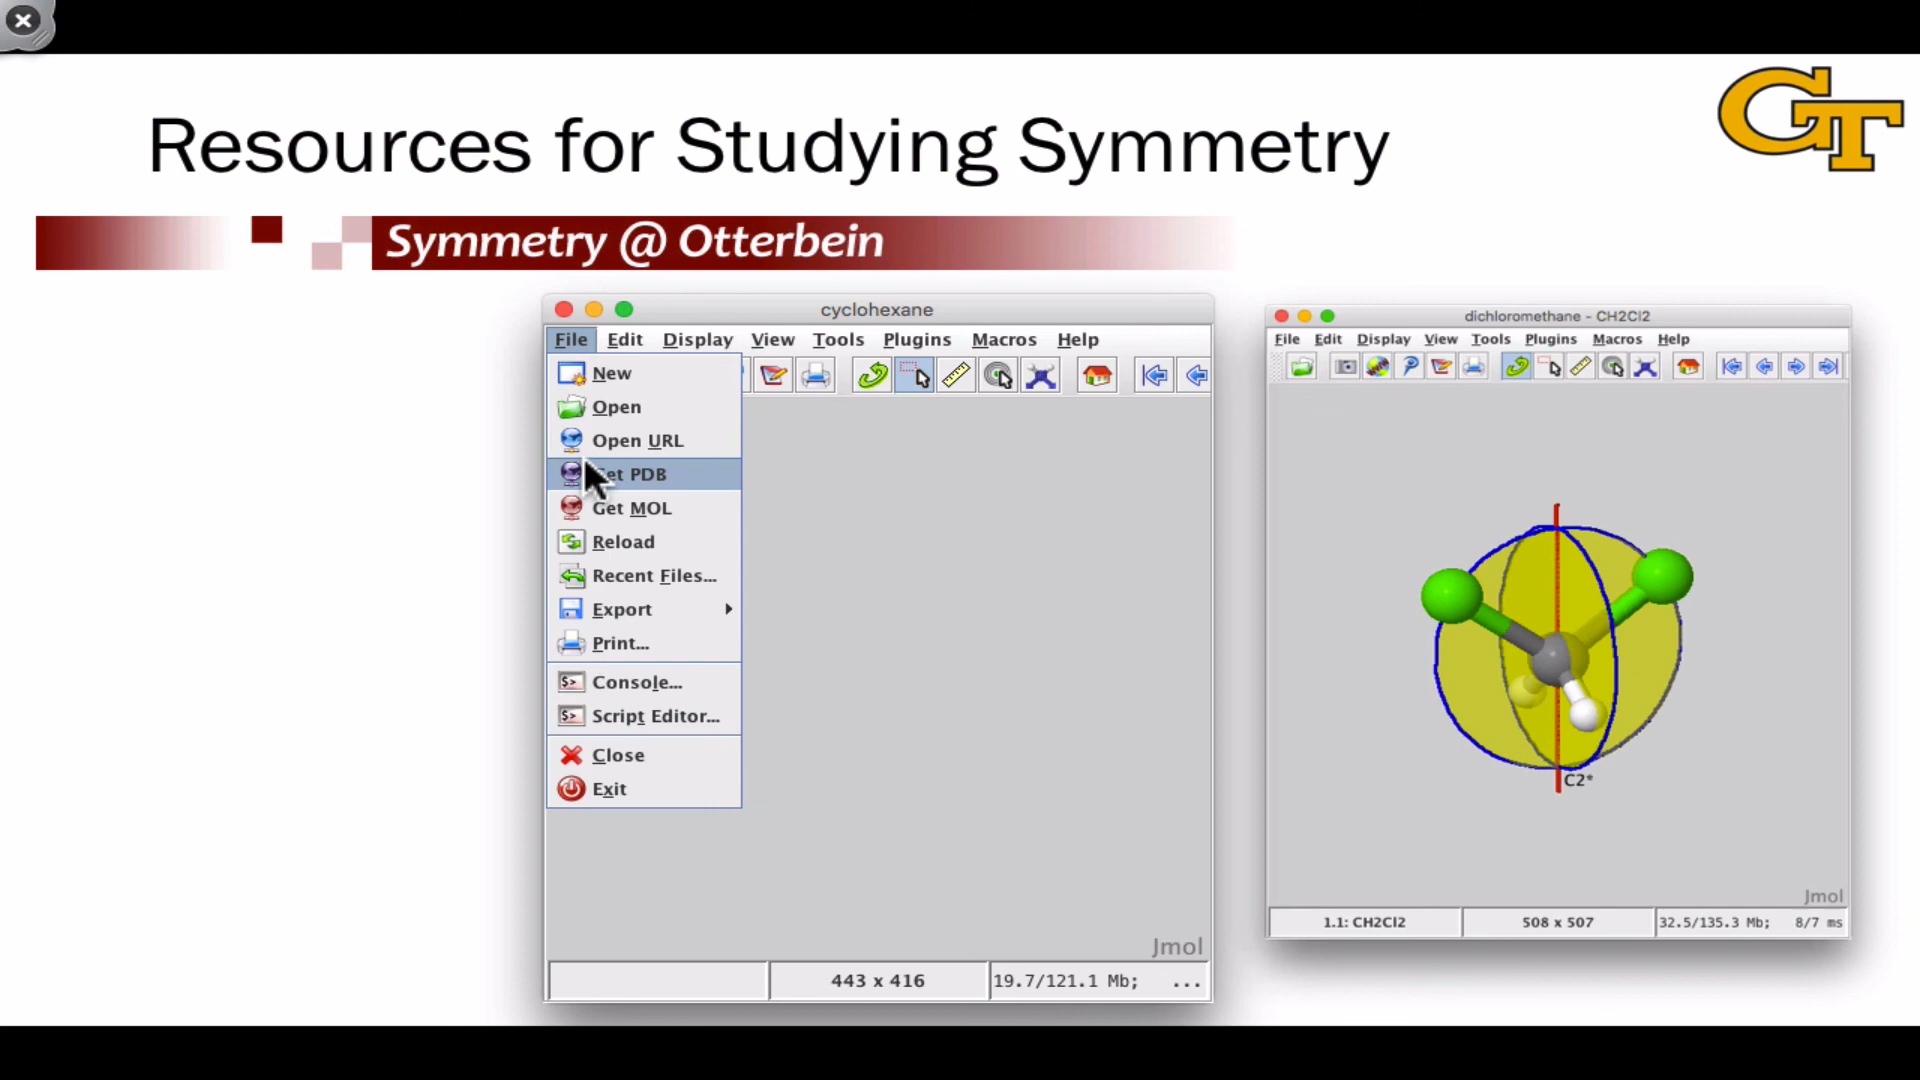 Resources for Studying Symmetry
GT
Symmetry @ Otterbein
cyclohexane
File Edit Display View Tools Plugins Macros Help
New
Open
Open URL
et PDB
Get MOL
Reload
Recent Files...
Export
Print...
Console...
Script Editor...
Close
Exit
Jmol
443 x 416
19.7/121.1 Mb; ...
dichloromethane - CH2Cl2
File Edit Display View Tools Plugins Macros Help
C2*
Jmol
1.1: CH2Cl2
508 x 507
32.5/135.3 Mb; 8/7 ms